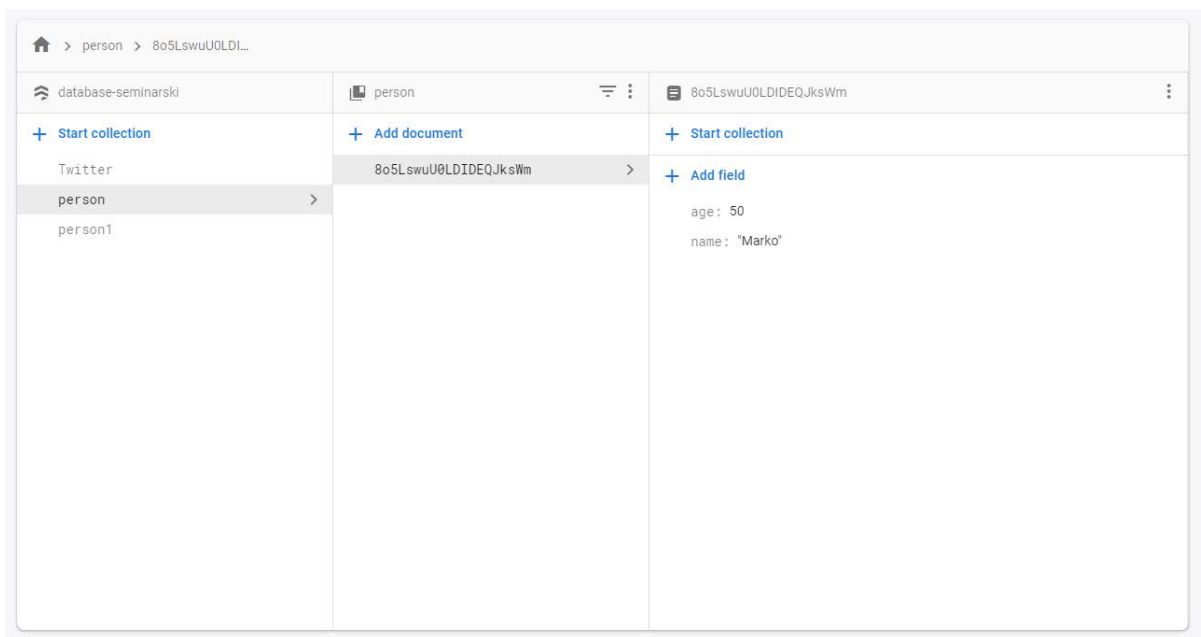 person > 8o5LswuU0LDI...
database-seminarski
person
8o5LswuU0LDIDEQJksWm
+ Start collection
+ Add document
+ Start collection
Twitter
person
person1
8o5LswuU0LDIDEQJksWm
+ Add field
age: 50
name: "Marko"